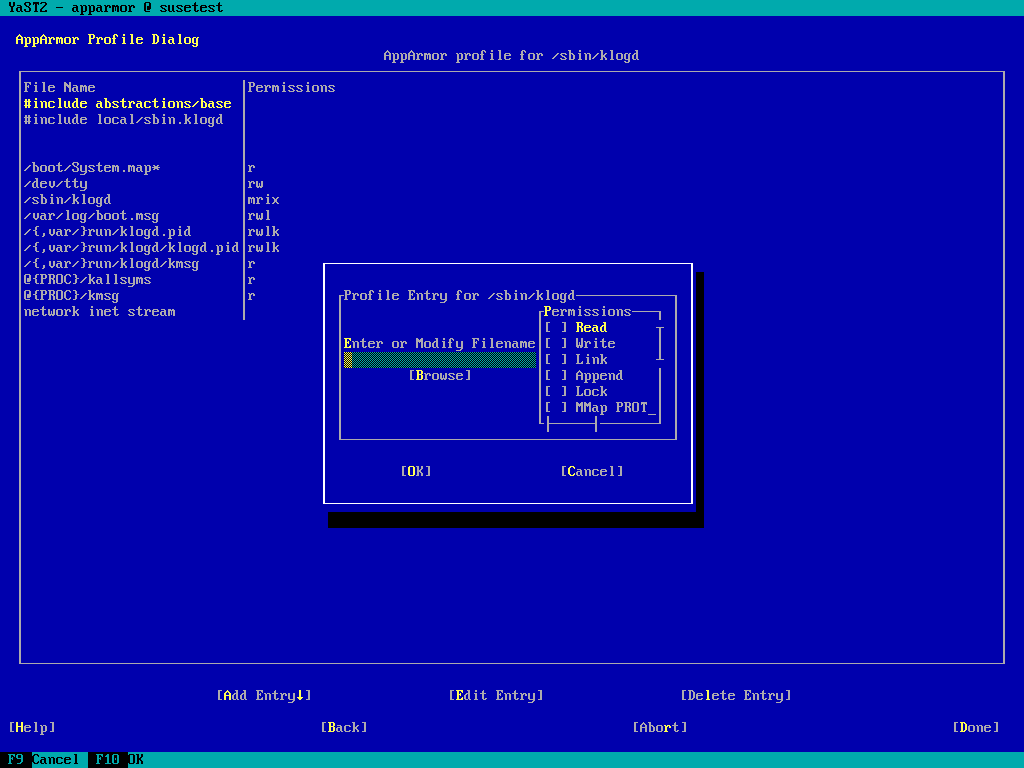 YaST2 - apparmor @ susetest
AppArmor Profile Dialog
AppArmor profile for /sbin/klogd
File Name Permissions
#include abstractions/base
#include local/sbin.klogd
/boot/System.map* r
/dev/tty rw
/sbin/klogd mrix
/var/log/boot.msg rwl
/{,var/}run/klogd.pid rwlk
/{,var/}run/klogd/klogd.pid rwlk
/{,var/}run/klogd/kmsg r
@{PROC}/kallsyms r
@{PROC}/kmsg r
network inet stream
Profile Entry for /sbin/klogd
Permissions
[ ] Read
Enter or Modify Filename
[ ] Write
[ ] Link
[Browse]
[ ] Append
[ ] Lock
[ ] MMap PROT_
[OK] [Cancel]
[Add Entry↓] [Edit Entry] [Delete Entry]
[Help] [Back] [Abort] [Done]
F9 Cancel F10 OK